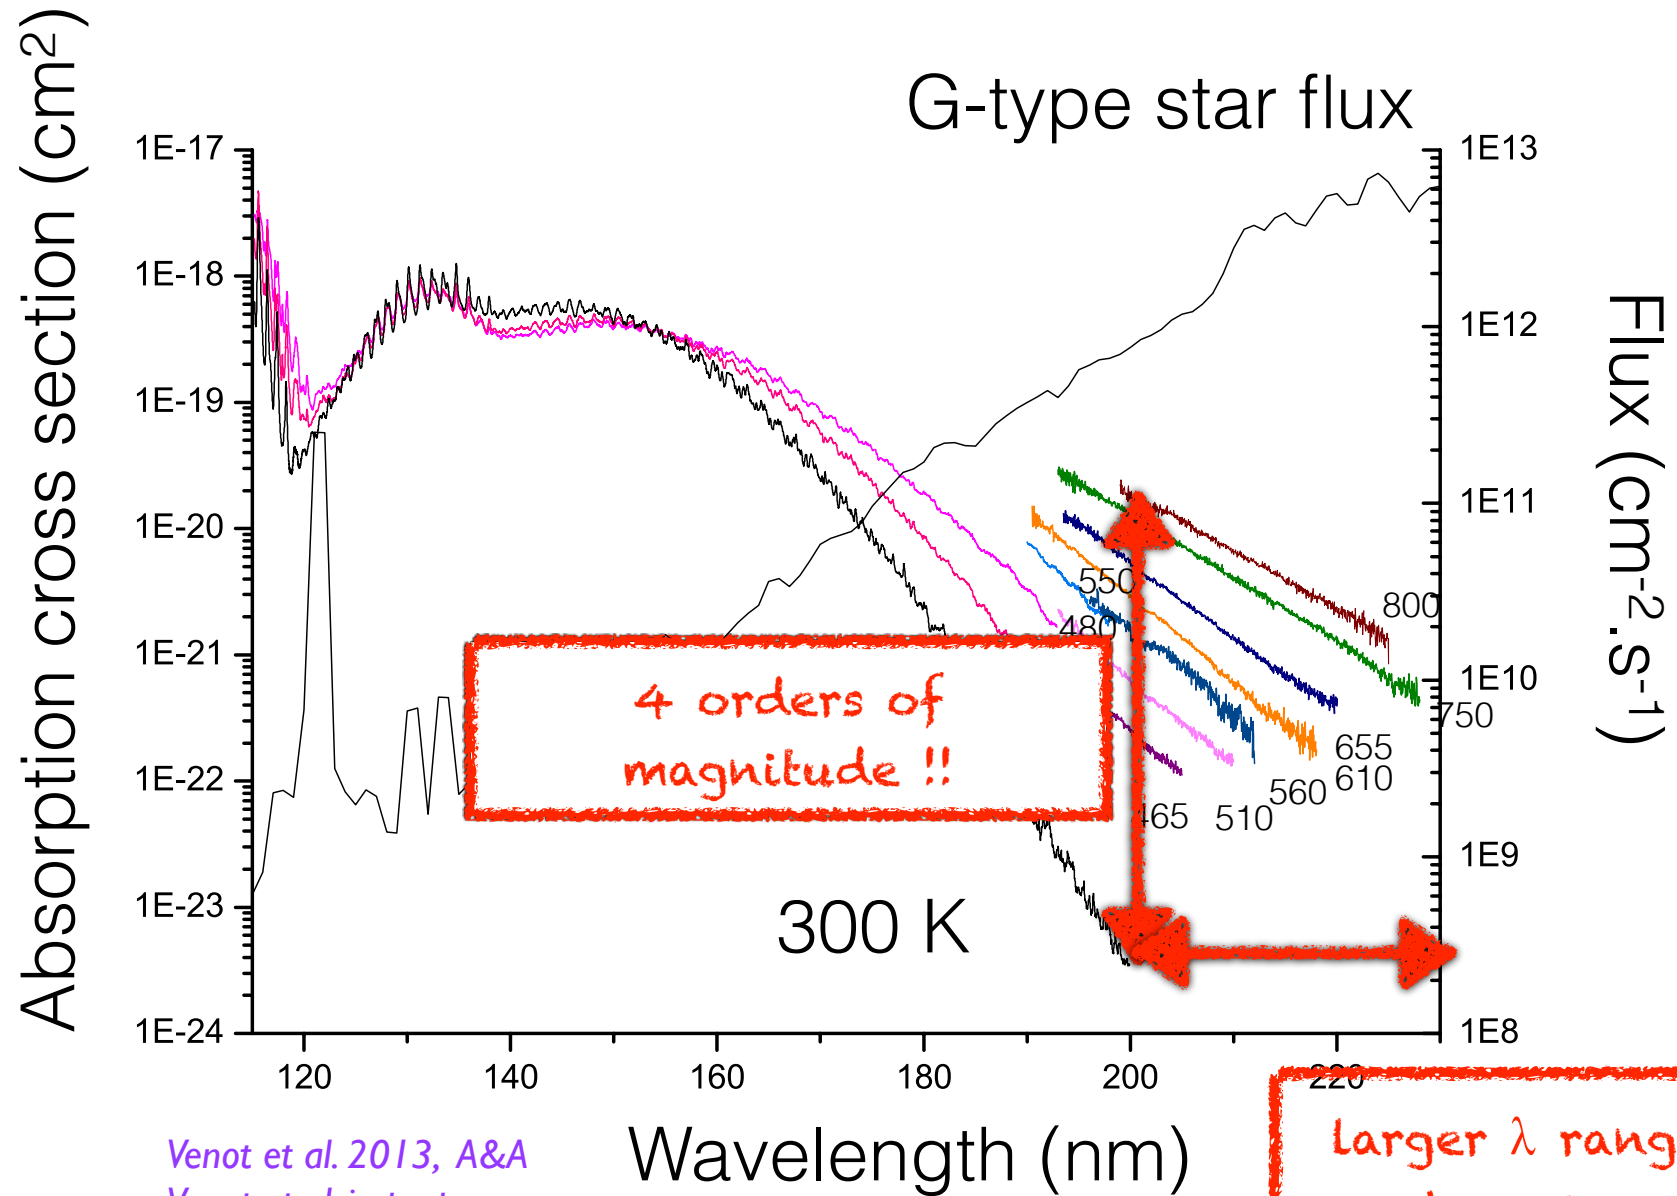 G-type star flux
Absorption cross section (cm²)
1E-17
1E-18
1E-19
1E-20
1E-21
1E-22
1E-23
1E-24
1E13
1E12
1E11
1E10
1E9
1E8
Flux (cm-2.s-1)
550
480
800
750
655
610
560
510
465
4 orders of
magnitude !!
300 K
120
140
160
180
200
220
Wavelength (nm)
larger λ rang
Venot et al. 2013, A&A